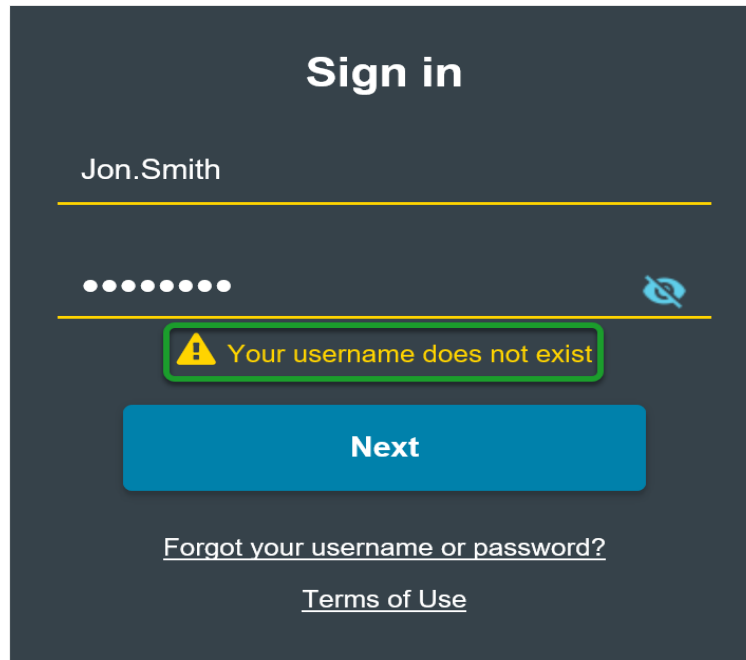 Sign in
Jon.Smith
••••••••
Your username does not exist
Next
Forgot your username or password?
Terms of Use